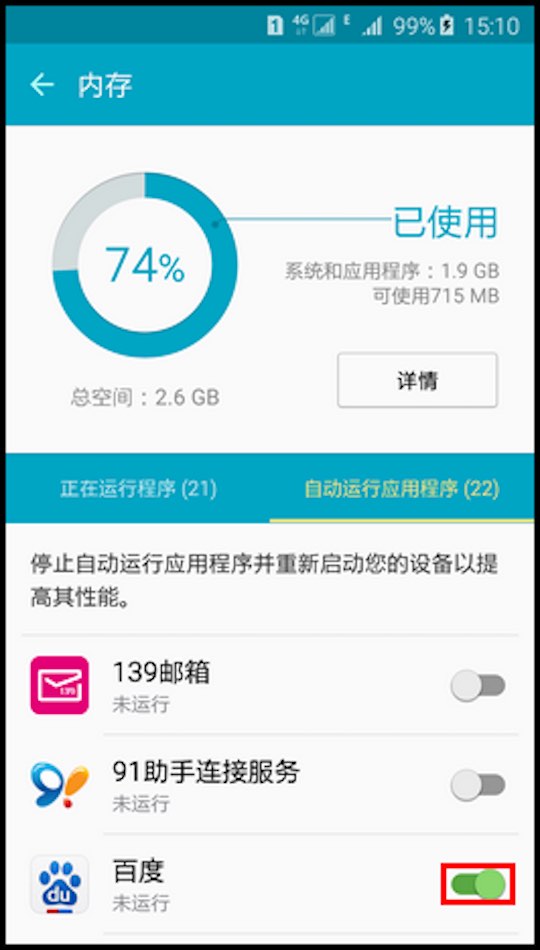 1 4G E 99% 15:10
内存
74%
已使用
系统和应用程序：1.9 GB
可使用715 MB
总空间：2.6 GB
详情
正在运行程序 (21)
自动运行应用程序 (22)
停止自动运行应用程序并重新启动您的设备以提
高其性能。
139
139邮箱
未运行
91助手连接服务
未运行
du
百度
未运行